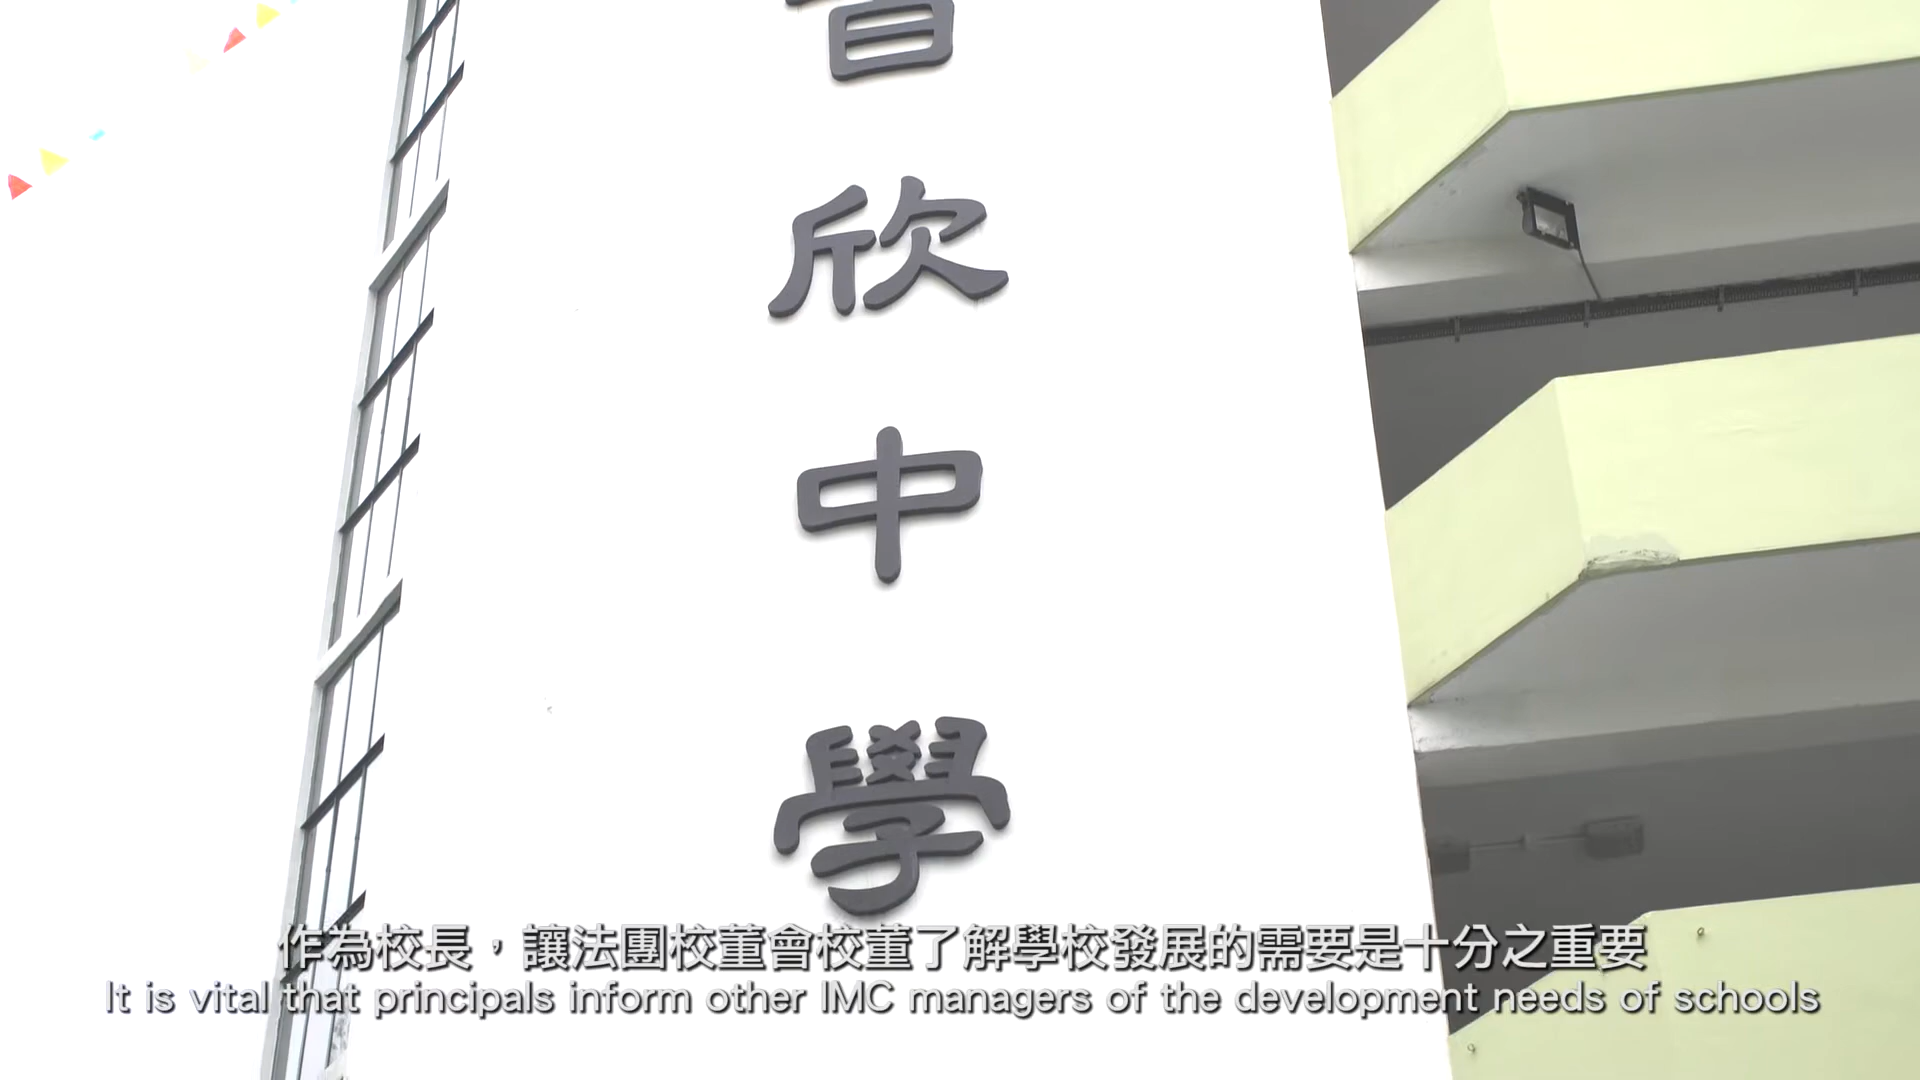 欣
中
學
作為校長，讓法團校董會校董了解學校發展的需要是十分之重要
It is vital that principals inform other IMC managers of the development needs of schools